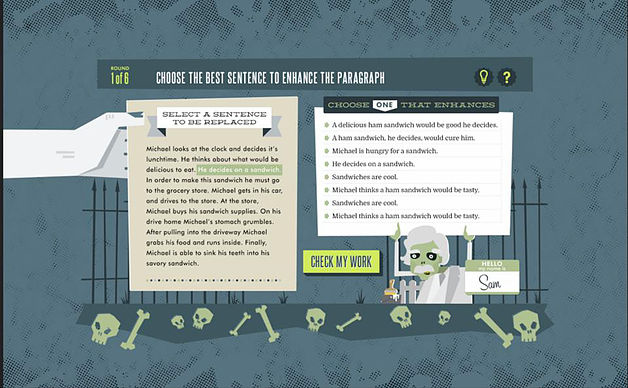 ROUND
1 of 6
CHOOSE THE BEST SENTENCE TO ENHANCE THE PARAGRAPH
?
SELECT A SENTENCE
TO BE REPLACED
Michael looks at the clock and decides it's
lunchtime. He thinks about what would be
delicious to eat. He decides on a sandwich.
In order to make this sandwich he must go
to the grocery store. Michael gets in his car,
and drives to the store. At the store,
Michael buys his sandwich supplies. On his
drive home Michael's stomach grumbles.
After pulling into the driveway Michael
grabs his food and runs inside. Finally,
Michael is able to sink his teeth into his
savory sandwich.
CHOOSE ONE THAT ENHANCES
A delicious ham sandwich would be good he decides.
A ham sandwich, he decides, would cure him.
Michael is hungry for a sandwich.
He decides on a sandwich.
Sandwiches are cool.
Michael thinks a ham sandwich would be tasty.
Sandwiches are cool.
Michael thinks a ham sandwich would be tasty.
CHECK MY WORK
HELLO
my name is
Sam